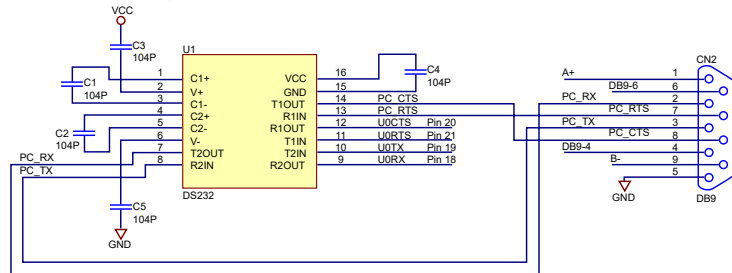 VCC
C3
104P
U1
C1
104P
C4
104P
CN2
1 C1+ VCC 16
2 V+ GND 15
3 C1- T1OUT 14 PC_CTS
4 C2+ R1IN 13 PC_RTS
5 C2- R1OUT 12 U0CTS Pin 20
6 V- T1IN 11 U0RTS Pin 21
7 T2OUT T2IN 10 U0TX Pin 19
8 R2IN R2OUT 9 U0RX Pin 18
C2
104P
PC_RX
PC_TX
DS232
C5
104P
GND
A+ 1
DB9-6 6
PC_RX 2
PC_RTS 7
PC_TX 3
PC_CTS 8
DB9-4 4
B- 9
5
GND
DB9